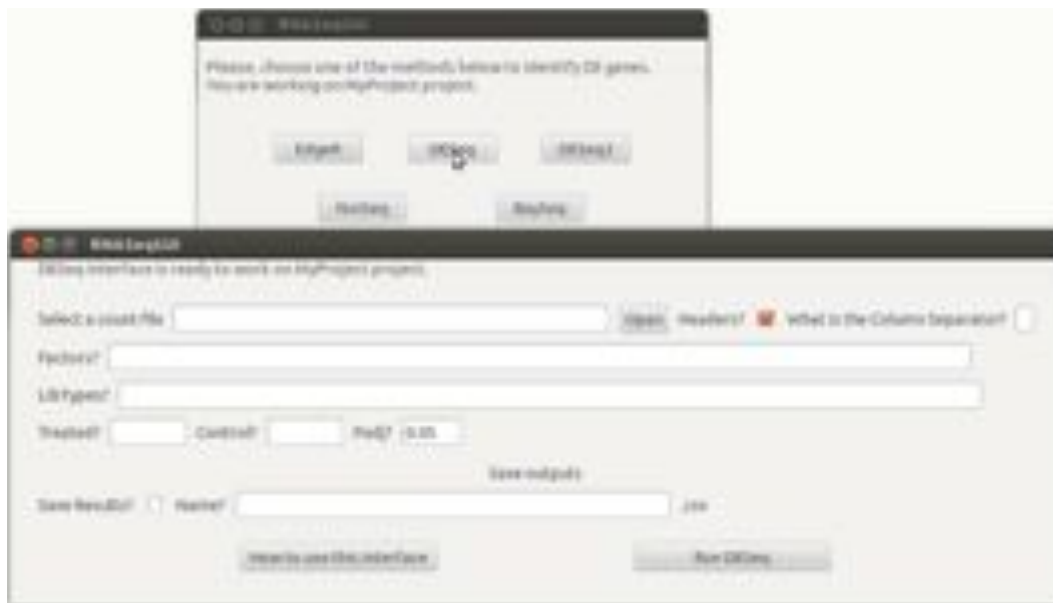 RNASeqGUI
Please, choose one of the methods below to identify DE genes.
You are working on MyProject project.
EdgeR DESeq DESeq2
NoiSeq BaySeq
RNASeqGUI
DESeq interface is ready to work on MyProject project.
Select a count file Open Headers? What is the Column Separator?
Factors?
LibTypes?
Treated? Control? Padj? 0.05
Save outputs
Save Results? Name? .csv
How to use this interface Run DESeq